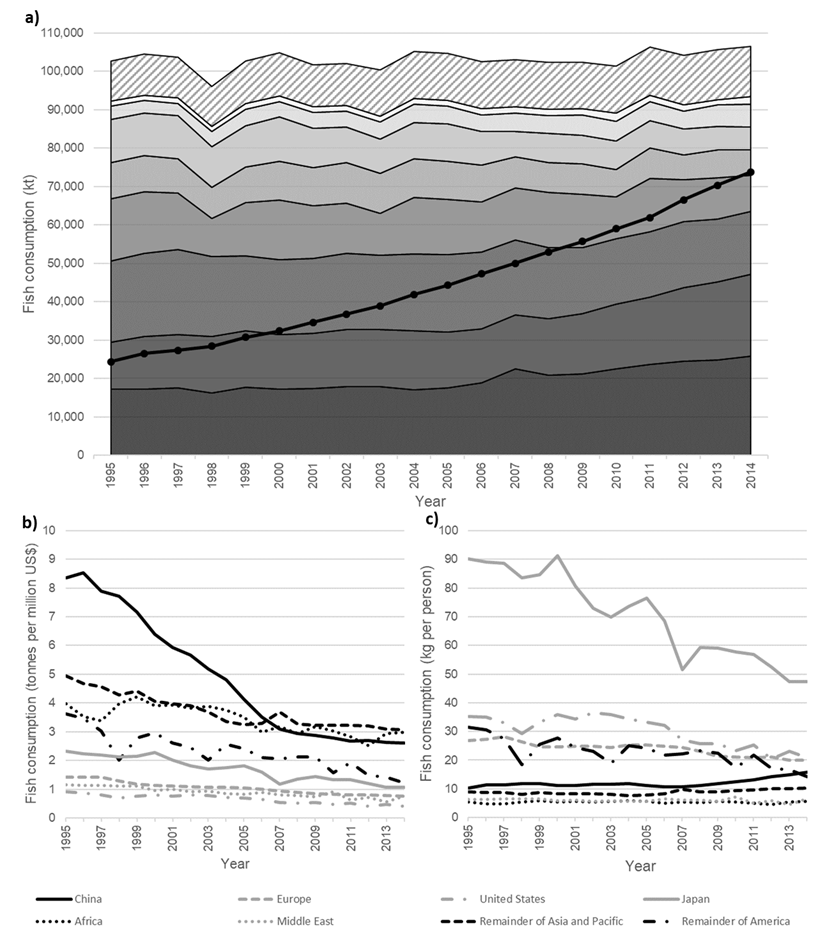 a)
Fish consumption (kt)
110,000
100,000
90,000
80,000
70,000
60,000
50,000
40,000
30,000
20,000
10,000
0
1995 1996 1997 1998 1999 2000 2001 2002 2003 2004 2005 2006 2007 2008 2009 2010 2011 2012 2013 2014
Year
b)
Fish consumption (tonnes per million US$)
10
9
8
7
6
5
4
3
2
1
0
1995 1997 1999 2001 2003 2005 2007 2009 2011 2013
Year
c)
Fish consumption (kg per person)
100
90
80
70
60
50
40
30
20
10
0
1995 1997 1999 2001 2003 2005 2007 2009 2011 2013
Year
China Europe United States Japan
Africa Middle East Remainder of Asia and Pacific Remainder of America